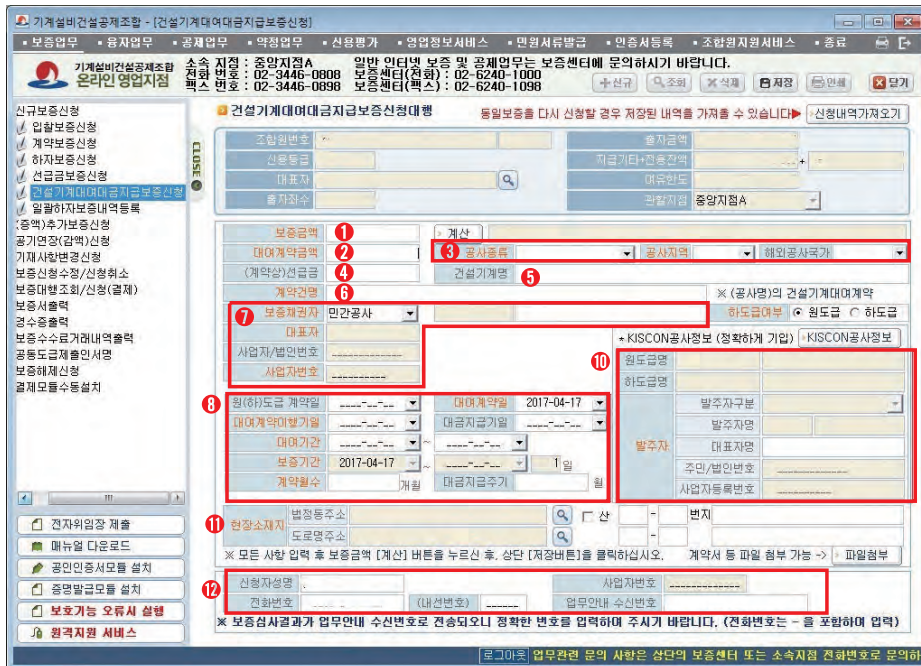 기계설비건설공제조합 - [건설기계대여대금지급보증신청]
▪보증업무 ▪융자업무 ▪공제업무 ▪약정업무 ▪신용평가 ▪영업정보서비스 ▪민원서류발급 ▪인증서등록 ▪조합원지원서비스 ▪종료
기계설비건설공제조합
온라인 영업지점
소속 지점 : 중앙지점A 일반 인터넷 보증 및 공제업무는 보증센터에 문의하시기 바랍니다.
전화 번호 : 02-3446-0808 보증센터(전화) : 02-6240-1000
팩스 번호 : 02-3446-0898 보증센터(팩스) : 02-6240-1098
신규 조회 삭제 저장 인쇄 닫기
신규보증신청
입찰보증신청
계약보증신청
하자보증신청
선급금보증신청
건설기계대여대금지급보증신청
일괄하자보증내역등록
(증액)추가보증신청
공기연장(감액)신청
기재사항변경신청
보증신청수정/신청취소
보증대행조회/신청(결제)
보증서출력
영수증출력
보증수수료거래내역출력
공동도급제출인서명
보증해제신청
결제모듈수동설치
전자위임장 제출
매뉴얼 다운로드
공인인증서모듈 설치
증명발급모듈 설치
보호기능 오류시 실행
원격지원 서비스
CLOSE
건설기계대여대금지급보증신청대행 동일보증을 다시 신청할 경우 저장된 내역을 가져올 수 있습니다▶ 신청내역가져오기
조합원번호 - 출자금액
신용등급 지급기타+전용잔액 + -
대표자 여유한도
출자좌수 관할지점 중앙지점A
보증금액 ❶ 계산
대여계약금액 ❷ ❸ 공사종류 공사지역 해외공사국가
(계약상)선급금 ❹ 건설기계명 ❺
계약건명 ❻ ※ (공사명)의 건설기계대여계약
❼ 보증채권자 민간공사 하도급여부 원도급 하도급
대표자 * KISCON공사정보 (정확하게 기입) KISCON공사정보
사업자/법인번호 _____________
사업자번호 __________
❿ 원도급명
하도급명
발주자 발주자구분
발주자명
대표자명
주민/법인번호 _____________
사업자등록번호 __________
❽ 원(하)도급 계약일 ____-__-__ 대여계약일 2017-04-17
대여계약이행기일 ____-__-__ 대금지급기일 ____-__-__
대여기간 ____-__-__ ~ ____-__-__
보증기간 2017-04-17 ~ ____-__-__ 1 일
계약월수 개월 대금지급주기 월
⓫ 현장소재지 법정동주소 산 - 번지
도로명주소 -
※ 모든 사항 입력 후 보증금액 [계산] 버튼을 누르신 후, 상단 [저장버튼]을 클릭하십시오. 계약서 등 파일 첨부 가능 -> 파일첨부
⓬ 신청자성명 . 사업자번호 _____________
전화번호 (내선번호) ______ 업무안내 수신번호
※ 보증심사결과가 업무안내 수신번호로 전송되오니 정확한 번호를 입력하여 주시기 바랍니다. (전화번호는 - 을 포함하여 입력)
로그아웃 업무관련 문의 사항은 상단의 보증센터 또는 소속지점 전화번호로 문의하